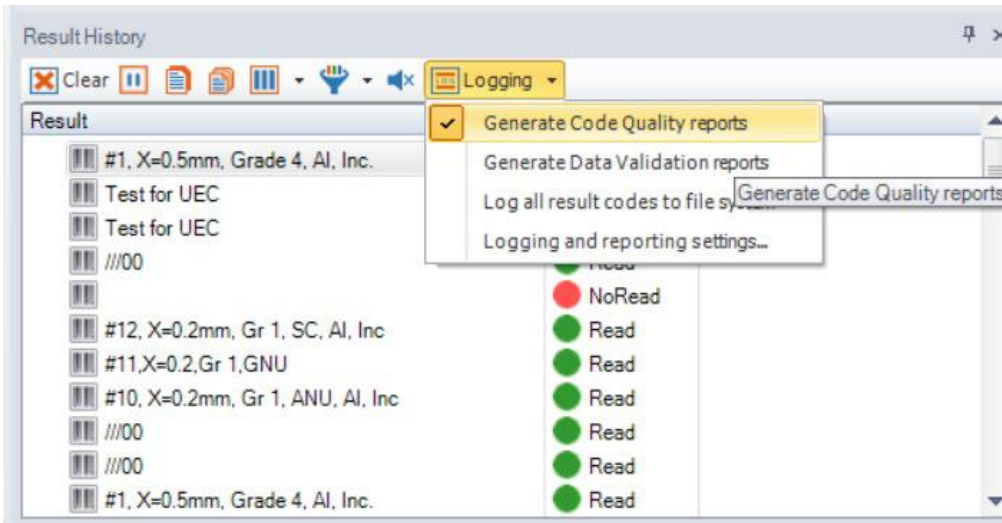 Result History
Clear Logging
Result
Generate Code Quality reports
#1, X=0.5mm, Grade 4, AI, Inc.
Generate Data Validation reports
Test for UEC
Generate Code Quality reports
Log all result codes to file
Test for UEC
Logging and reporting settings...
///00 Read
NoRead
#12, X=0.2mm, Gr 1, SC, AI, Inc Read
#11,X=0.2,Gr 1,GNU Read
#10, X=0.2mm, Gr 1, ANU, AI, Inc Read
///00 Read
///00 Read
#1, X=0.5mm, Grade 4, AI, Inc. Read